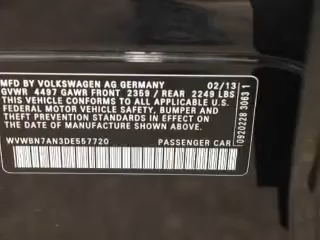 MFD BY VOLKSWAGEN AG GERMANY 02/13
GVWR 4497 GAWR FRONT 2359 / REAR 2249 LBS
THIS VEHICLE CONFORMS TO ALL APPLICABLE U.S.
FEDERAL MOTOR VEHICLE SAFETY, BUMPER AND
THEFT PREVENTION STANDARDS IN EFFECT ON THE
DATE OF MANUFACTURE SHOWN ABOVE
WVWBN7AN3DE557720 PASSENGER CAR
0920228 3063 1